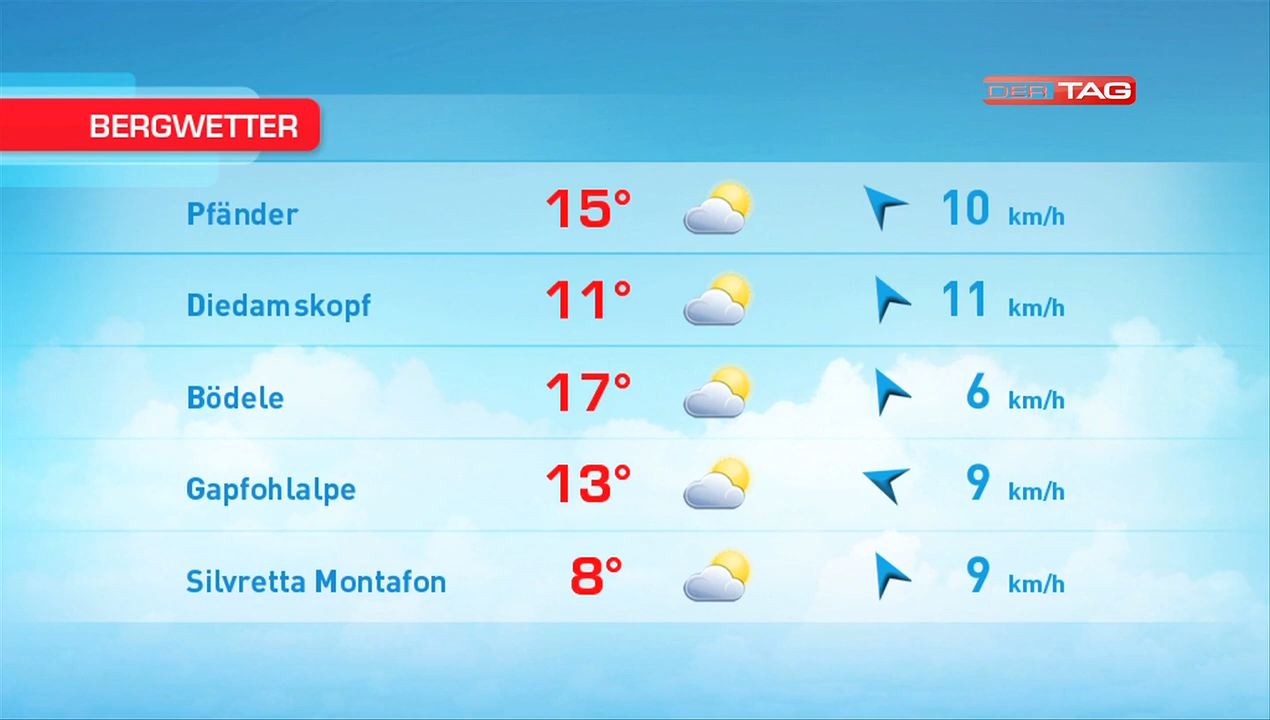 DER TAG
BERGWETTER
Pfänder 15° 10 km/h
Diedamskopf 11° 11 km/h
Bödele 17° 6 km/h
Gapfohlalpe 13° 9 km/h
Silvretta Montafon 8° 9 km/h